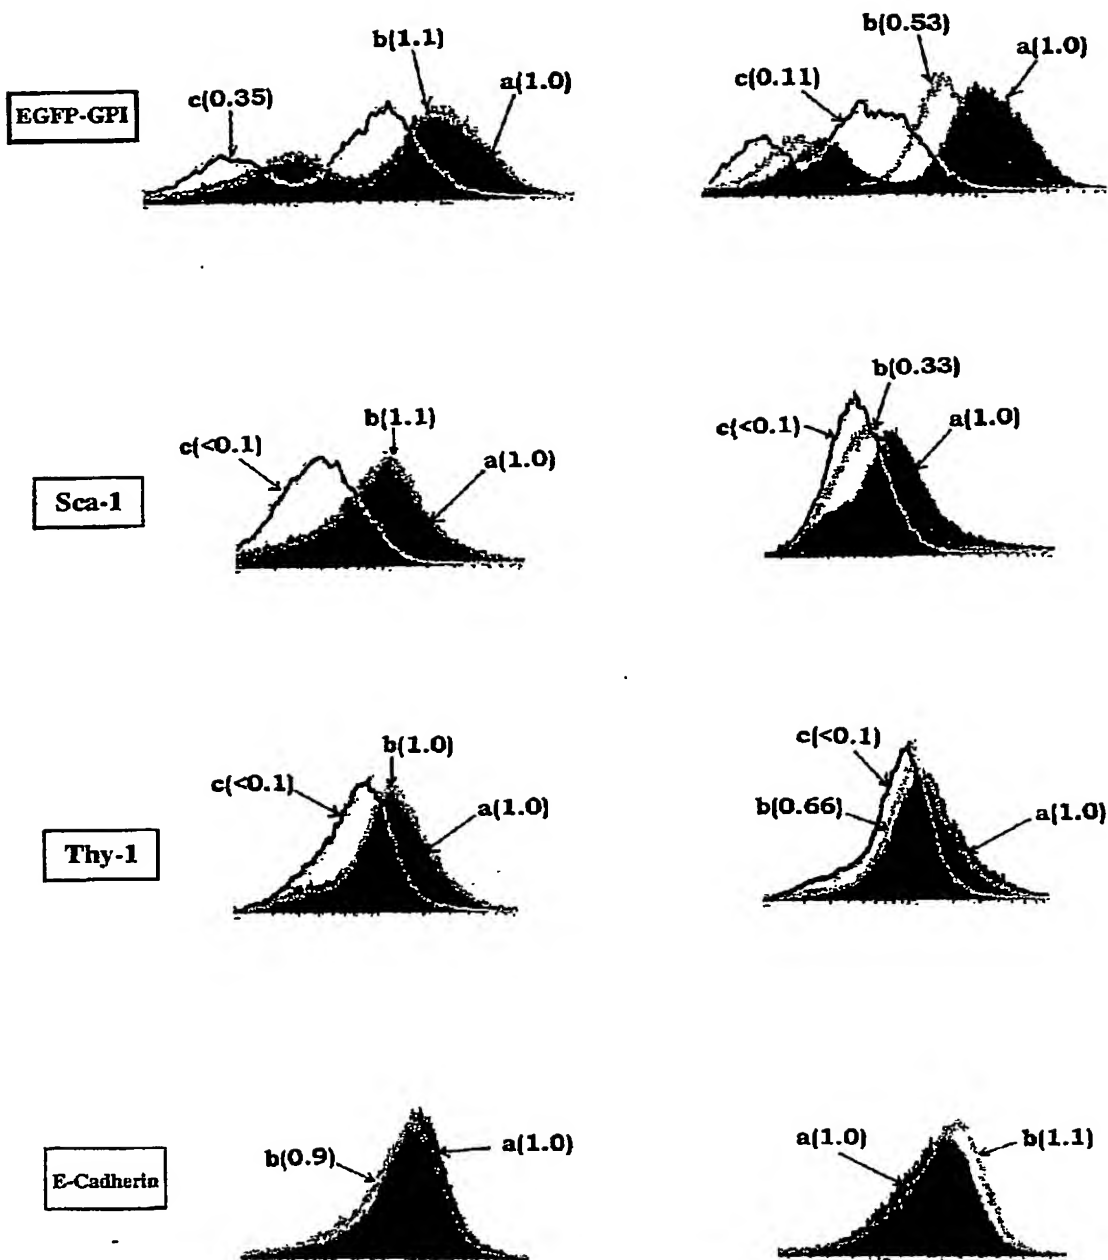 EGFP-GPI
c(0.35)
b(1.1)
a(1.0)
c(0.11)
b(0.53)
a(1.0)
Sca-1
c(<0.1)
b(1.1)
a(1.0)
c(<0.1)
b(0.33)
a(1.0)
Thy-1
c(<0.1)
b(1.0)
a(1.0)
c(<0.1)
b(0.66)
a(1.0)
E-Cadherin
b(0.9)
a(1.0)
a(1.0)
b(1.1)